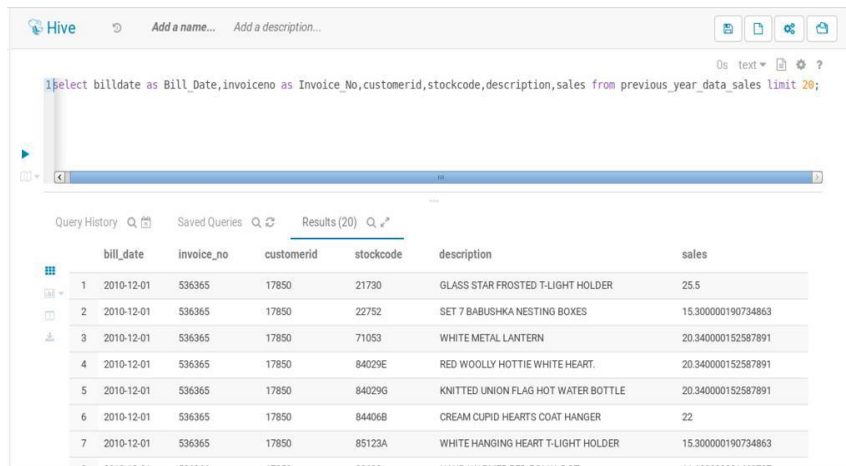 Hive Add a name... Add a description...
0s text ?
1select billdate as Bill_Date,invoiceno as Invoice_No,customerid,stockcode,description,sales from previous_year_data_sales limit 20;
Query History Saved Queries Results (20)
bill_date invoice_no customerid stockcode description sales
1 2010-12-01 536365 17850 21730 GLASS STAR FROSTED T-LIGHT HOLDER 25.5
2 2010-12-01 536365 17850 22752 SET 7 BABUSHKA NESTING BOXES 15.300000190734863
3 2010-12-01 536365 17850 71053 WHITE METAL LANTERN 20.340000152587891
4 2010-12-01 536365 17850 84029E RED WOOLLY HOTTIE WHITE HEART. 20.340000152587891
5 2010-12-01 536365 17850 84029G KNITTED UNION FLAG HOT WATER BOTTLE 20.340000152587891
6 2010-12-01 536365 17850 84406B CREAM CUPID HEARTS COAT HANGER 22
7 2010-12-01 536365 17850 85123A WHITE HANGING HEART T-LIGHT HOLDER 15.300000190734863